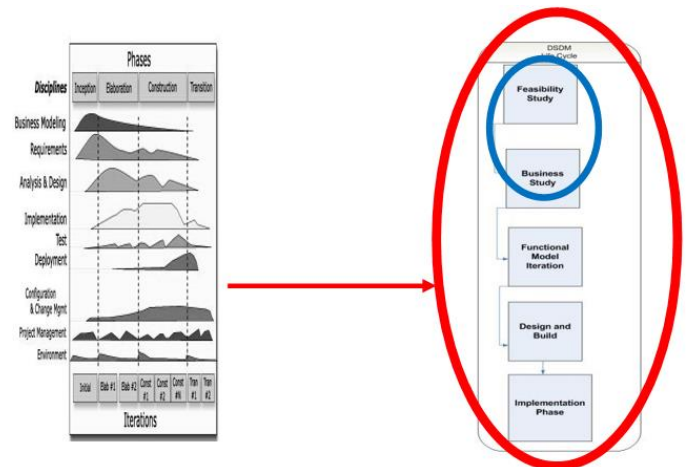 Phases
Disciplines
Inception
Elaboration
Construction
Transition
Business Modeling
Requirements
Analysis & Design
Implementation
Test
Deployment
Configuration
& Change Mgmt
Project Management
Environment
Initial
Elab #1
Elab #2
Const
#1
Const
#2
Const
#N
Tran
#1
Tran
#2
Iterations
DSDM
Life Cycle
Feasibility
Study
Business
Study
Functional
Model
Iteration
Design and
Build
Implementation
Phase